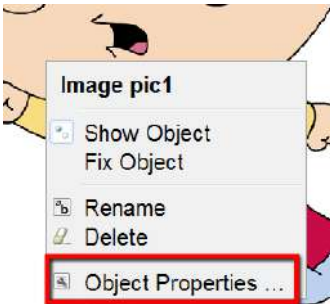 Image pic1
Show Object
Fix Object
Rename
Delete
Object Properties ...